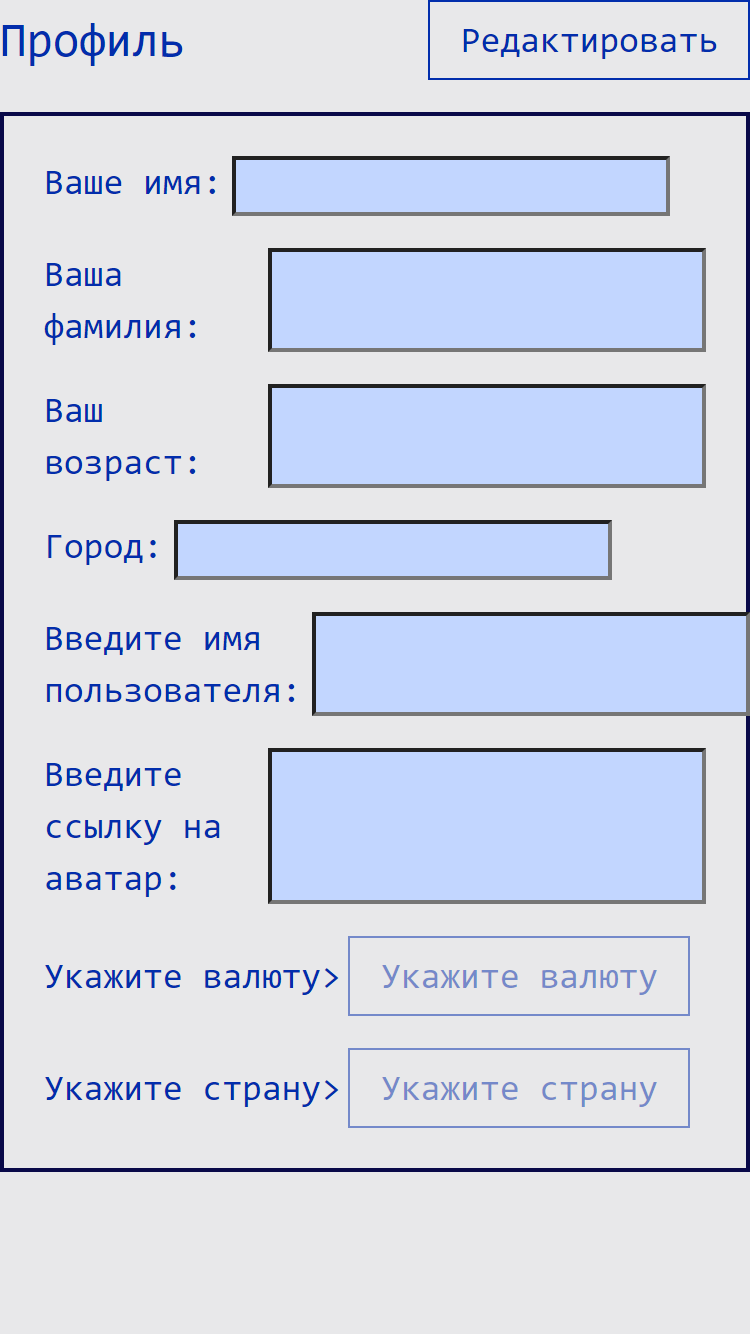 Профиль
Редактировать
Ваше имя:
Ваша
фамилия:
Ваш
возраст:
Город:
Введите имя
пользователя:
Введите
ссылку на
аватар:
Укажите валюту> Укажите валюту
Укажите страну> Укажите страну